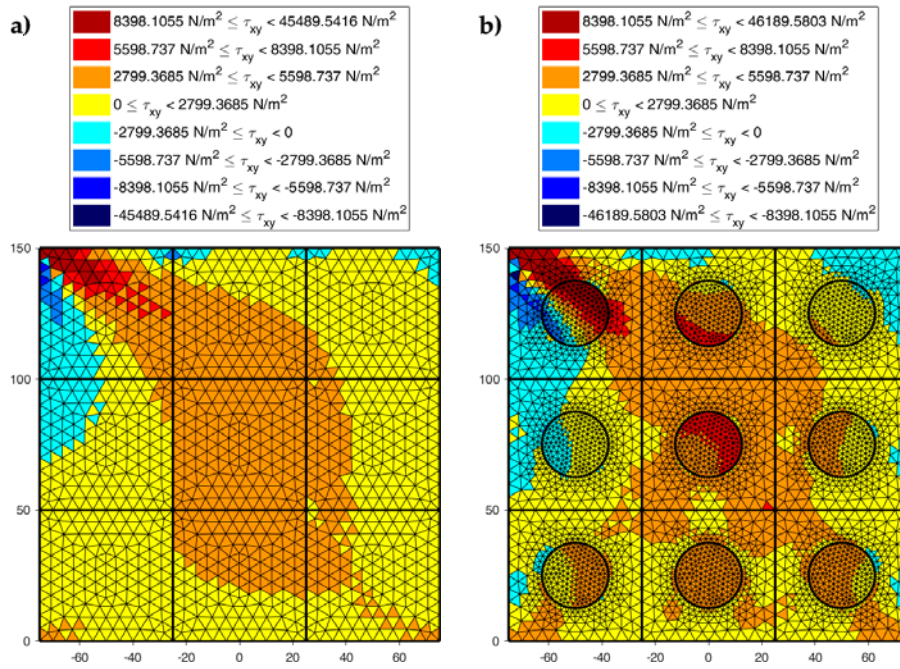 a)
8398.1055 N/m² ≤ τxy < 45489.5416 N/m²
5598.737 N/m² ≤ τxy < 8398.1055 N/m²
2799.3685 N/m² ≤ τxy < 5598.737 N/m²
0 ≤ τxy < 2799.3685 N/m²
-2799.3685 N/m² ≤ τxy < 0
-5598.737 N/m² ≤ τxy < -2799.3685 N/m²
-8398.1055 N/m² ≤ τxy < -5598.737 N/m²
-45489.5416 N/m² ≤ τxy < -8398.1055 N/m²
150
100
50
0
-60 -40 -20 0 20 40 60
b)
8398.1055 N/m² ≤ τxy < 46189.5803 N/m²
5598.737 N/m² ≤ τxy < 8398.1055 N/m²
2799.3685 N/m² ≤ τxy < 5598.737 N/m²
0 ≤ τxy < 2799.3685 N/m²
-2799.3685 N/m² ≤ τxy < 0
-5598.737 N/m² ≤ τxy < -2799.3685 N/m²
-8398.1055 N/m² ≤ τxy < -5598.737 N/m²
-46189.5803 N/m² ≤ τxy < -8398.1055 N/m²
150
100
50
0
-60 -40 -20 0 20 40 60